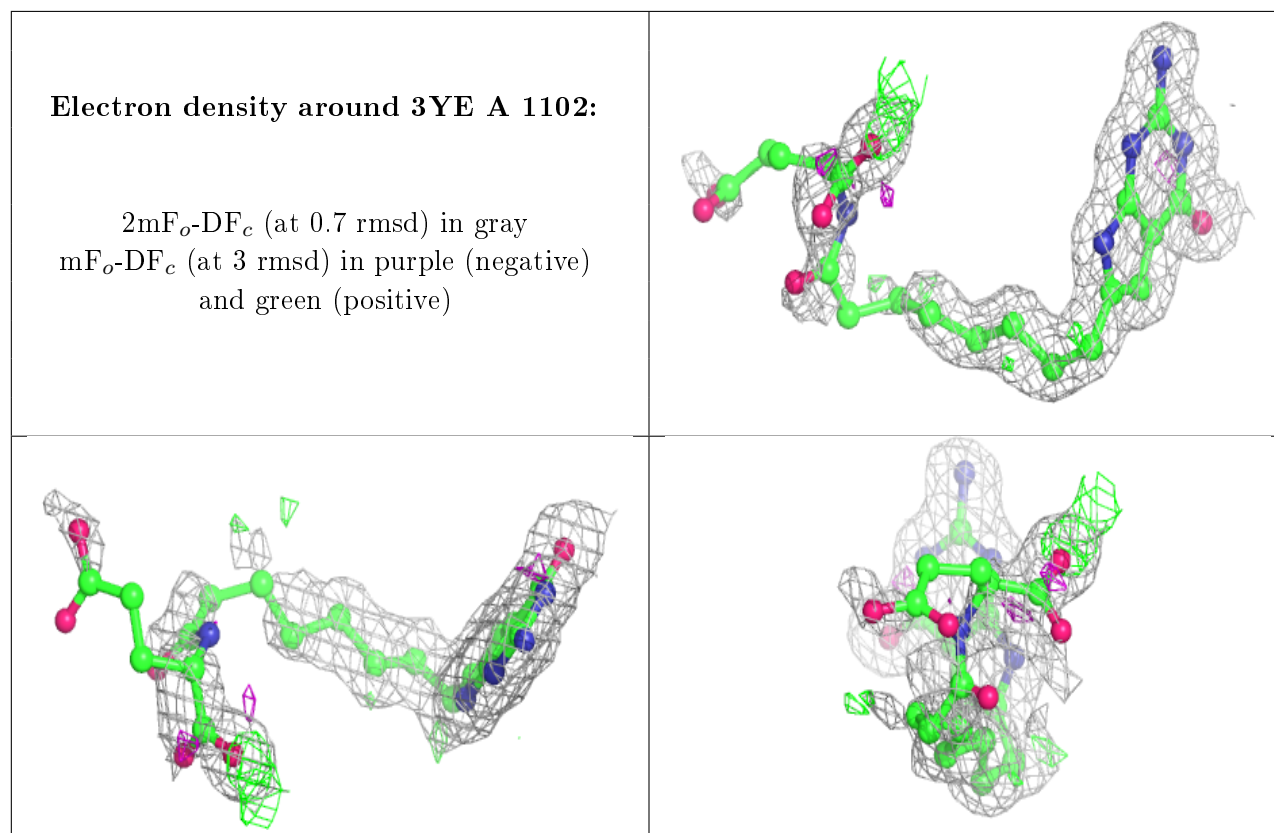 Electron density around 3YE A 1102:
2mFo-DFc (at 0.7 rmsd) in gray
mFo-DFc (at 3 rmsd) in purple (negative)
and green (positive)